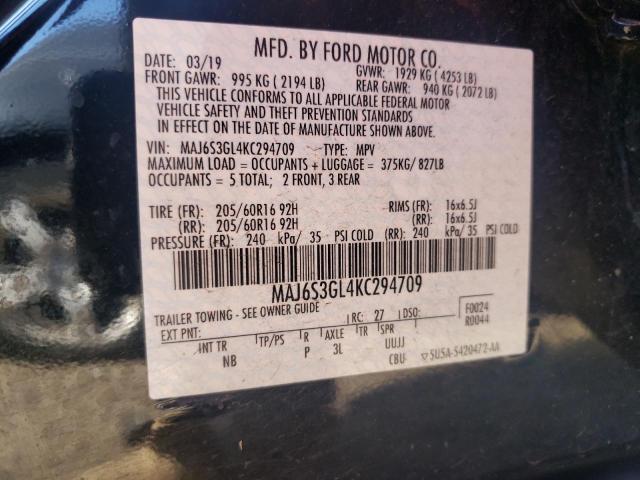 MFD. BY FORD MOTOR CO.
DATE: 03/19 GVWR: 1929 KG ( 4253 LB)
FRONT GAWR: 995 KG ( 2194 LB) REAR GAWR: 940 KG ( 2072 LB)
THIS VEHICLE CONFORMS TO ALL APPLICABLE FEDERAL MOTOR
VEHICLE SAFETY AND THEFT PREVENTION STANDARDS
IN EFFECT ON THE DATE OF MANUFACTURE SHOWN ABOVE.
VIN: MAJ6S3GL4KC294709 TYPE: MPV
MAXIMUM LOAD = OCCUPANTS + LUGGAGE = 375KG/ 827LB
OCCUPANTS = 5 TOTAL; 2 FRONT, 3 REAR
TIRE (FR): 205/60R16 92H RIMS (FR): 16x6.5J
(RR): 205/60R16 92H (RR): 16x6.5J
PRESSURE (FR): 240 kPa/ 35 PSI COLD (RR): 240 kPa/ 35 PSI COLD
MAJ6S3GL4KC294709
TRAILER TOWING - SEE OWNER GUIDE
EXT PNT: RC: 27 DSO: F0024
R0044
INT TR TP/PS R AXLE TR SPR
NB P 3L UUJJ
CBU SU5A-S420472-AA